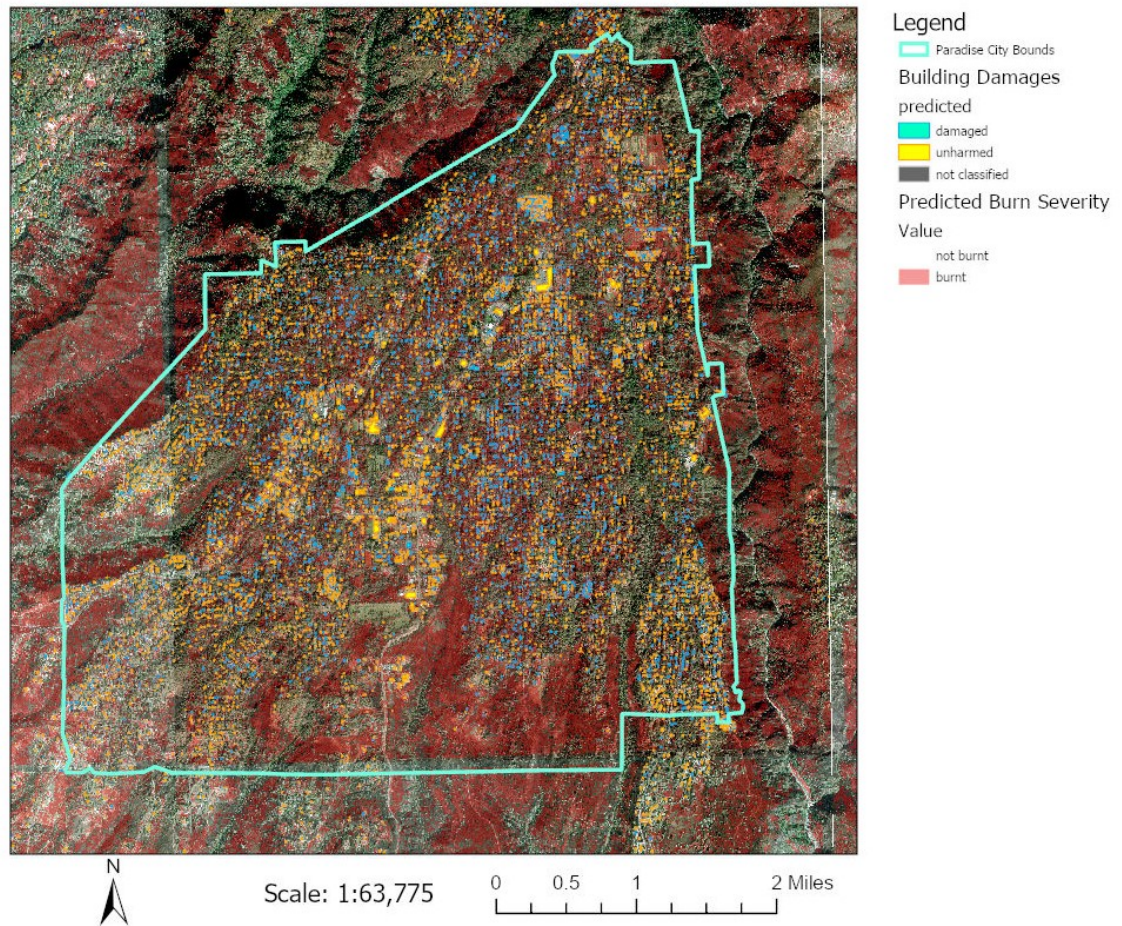 Legend
Paradise City Bounds
Building Damages
predicted
damaged
unharmed
not classified
Predicted Burn Severity
Value
not burnt
burnt
N
Scale: 1:63,775
0 0.5 1 2 Miles